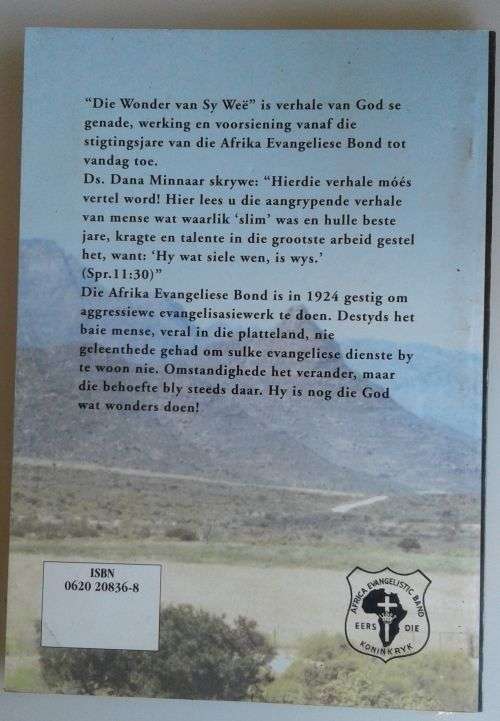 “Die Wonder van Sy Weë” is verhale van God se
genade, werking en voorsiening vanaf die
stigtingsjare van die Afrika Evangeliese Bond tot
vandag toe.
Ds. Dana Minnaar skrywe: “Hierdie verhale móés
vertel word! Hier lees u die aangrypende verhale
van mense wat waarlik ‘slim’ was en hulle beste
jare, kragte en talente in die grootste arbeid gestel
het, want: ‘Hy wat siele wen, is wys.’
(Spr.11:30)”
Die Afrika Evangeliese Bond is in 1924 gestig om
aggressiewe evangelisasiewerk te doen. Destyds het
baie mense, veral in die platteland, nie
geleenthede gehad om sulke evangeliese dienste by
te woon nie. Omstandighede het verander, maar
die behoefte bly steeds daar. Hy is nog die God
wat wonders doen!
ISBN
0620 20836-8
AFRICA EVANGELISTIC BAND
EERS DIE
KONINKRYK